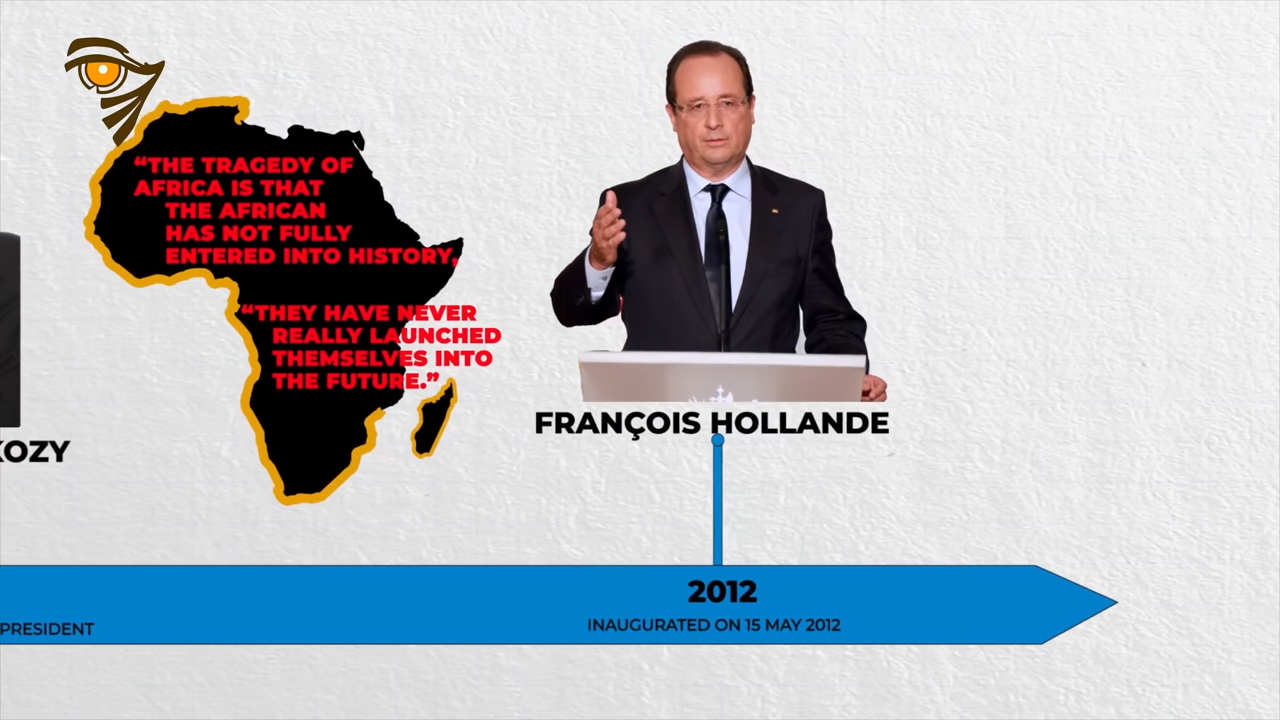 “THE TRAGEDY OF
AFRICA IS THAT
THE AFRICAN
HAS NOT FULLY
ENTERED INTO HISTORY,
“THEY HAVE NEVER
REALLY LAUNCHED
THEMSELVES INTO
THE FUTURE.”
FRANÇOIS HOLLANDE
KOZY
2012
INAUGURATED ON 15 MAY 2012
PRESIDENT